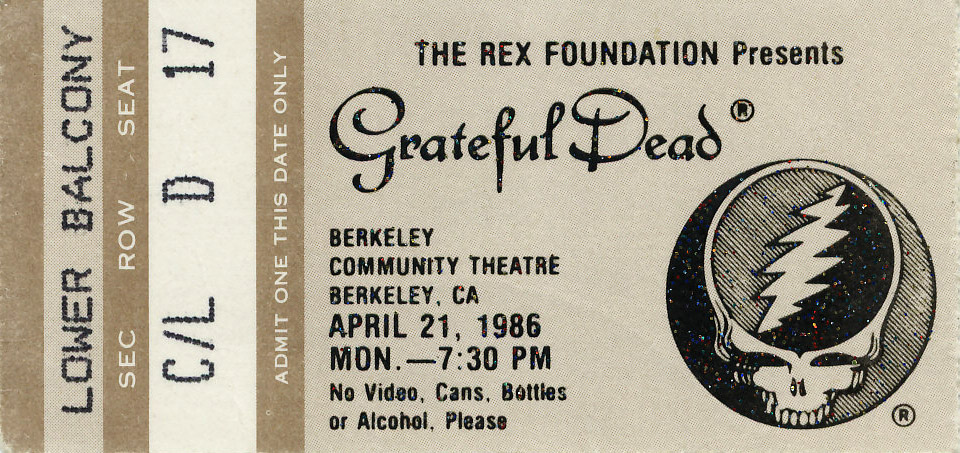 LOWER BALCONY
SEC ROW SEAT
C/L D 17
ADMIT ONE THIS DATE ONLY
THE REX FOUNDATION Presents
Grateful Dead®
BERKELEY
COMMUNITY THEATRE
BERKELEY, CA
APRIL 21, 1986
MON.—7:30 PM
No Video, Cans, Bottles
or Alcohol, Please
®